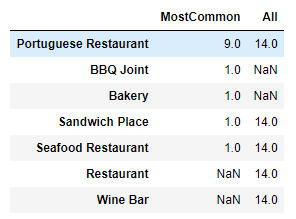 MostCommon All
Portuguese Restaurant 9.0 14.0
BBQ Joint 1.0 NaN
Bakery 1.0 NaN
Sandwich Place 1.0 14.0
Seafood Restaurant 1.0 14.0
Restaurant NaN 14.0
Wine Bar NaN 14.0